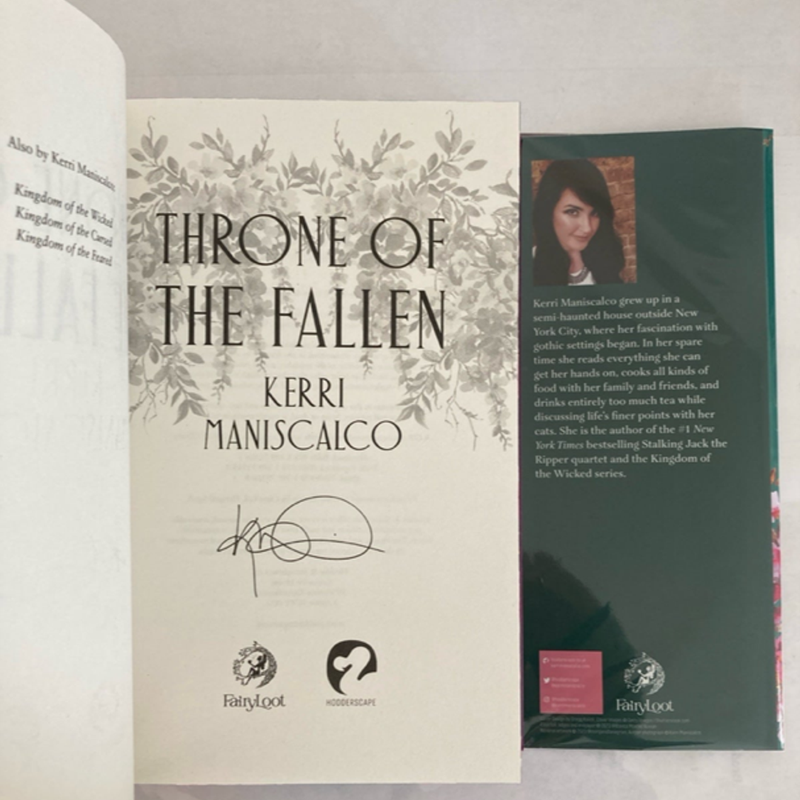 Also by Kerri Maniscalco
Kingdom of the Wicked
Kingdom of the Cursed
Kingdom of the Feared
THRONE OF
THE FALLEN
KERRI
MANISCALCO
FAIRYLOOT
HODDERSCAPE
Kerri Maniscalco grew up in a
semi-haunted house outside New
York City, where her fascination with
gothic settings began. In her spare
time she reads everything she can
get her hands on, cooks all kinds of
food with her family and friends, and
drinks entirely too much tea while
discussing life's finer points with her
cats. She is the author of the #1 New
York Times bestselling Stalking Jack the
Ripper quartet and the Kingdom of
the Wicked series.
FAIRYLOOT